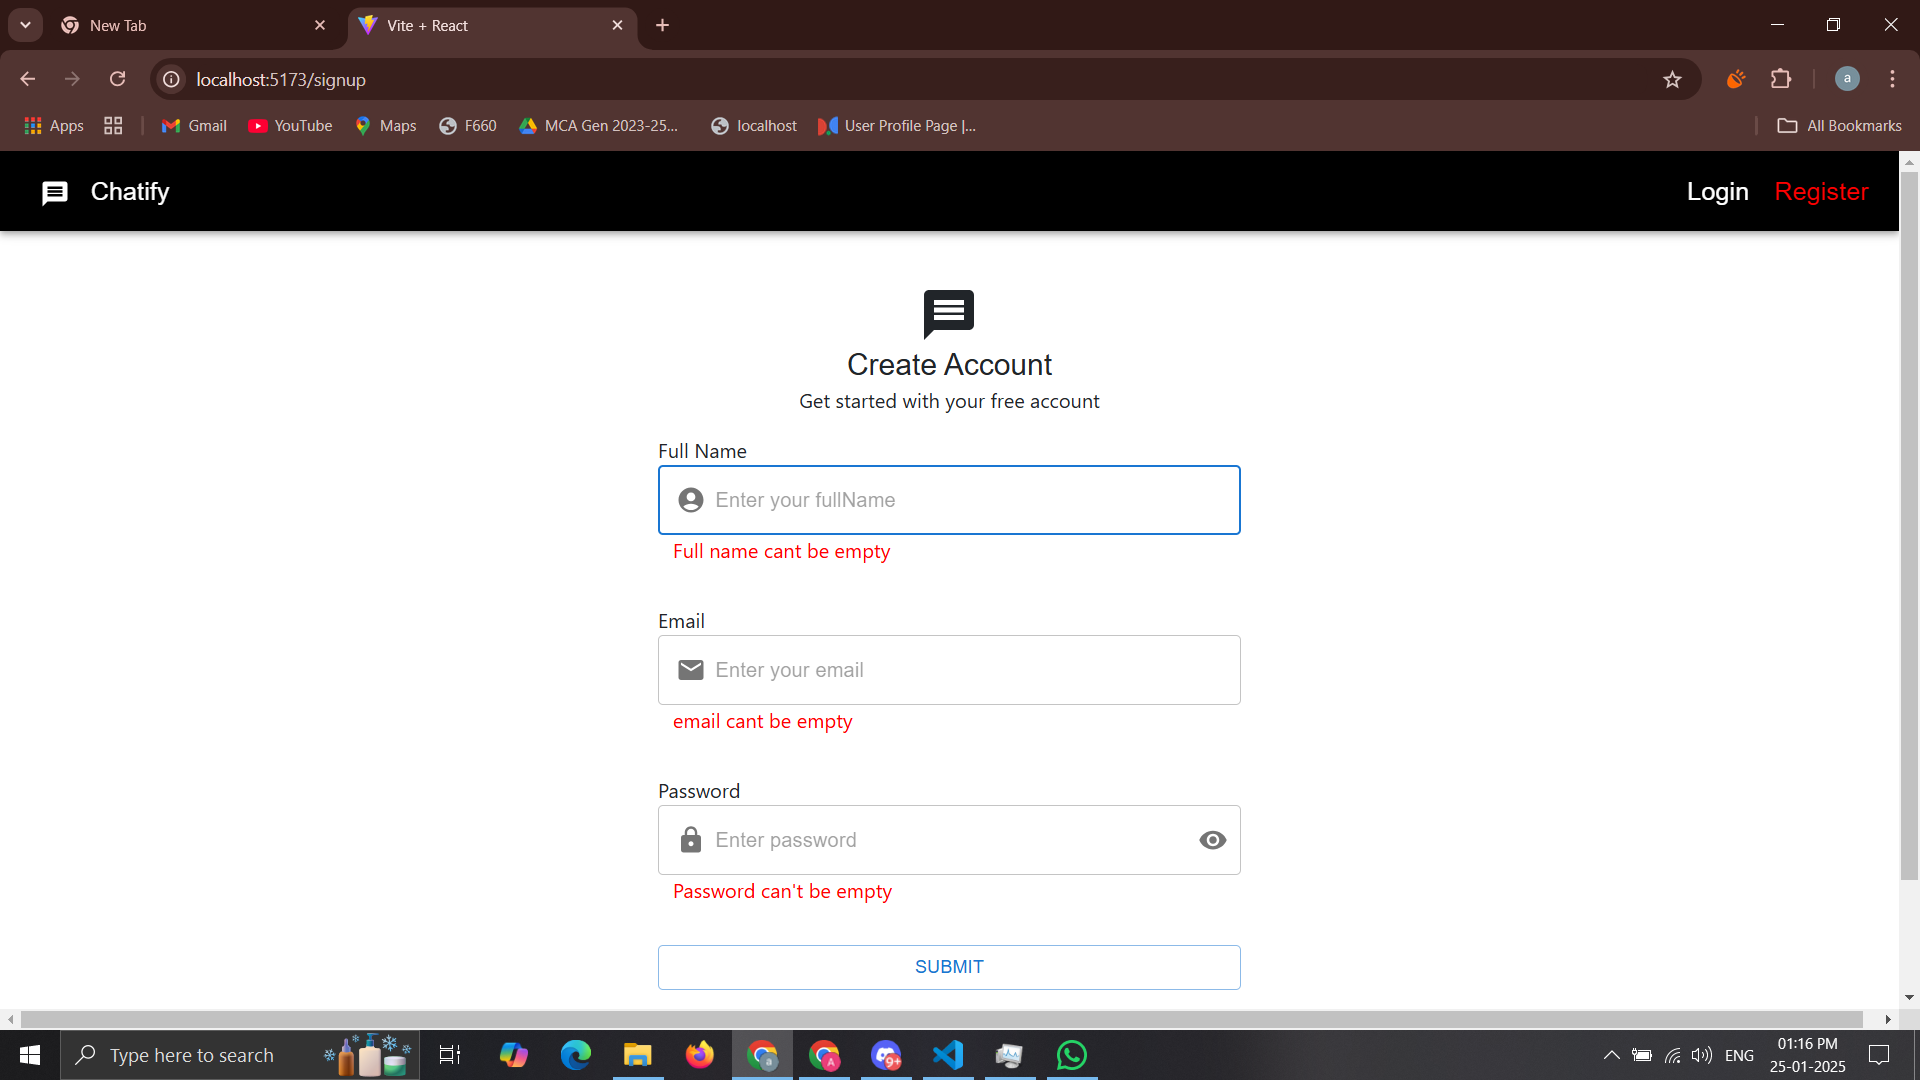 New Tab
Vite + React
localhost:5173/signup
a
Apps
Gmail
YouTube
Maps
F660
MCA Gen 2023-25...
localhost
User Profile Page |...
All Bookmarks
Chatify
Login
Register
Create Account
Get started with your free account
Full Name
Enter your fullName
Full name cant be empty
Email
Enter your email
email cant be empty
Password
Enter password
Password can't be empty
SUBMIT
Type here to search
a
A
9+
ENG
01:16 PM
25-01-2025